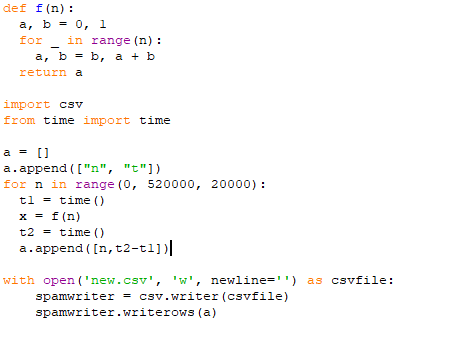 def f(n):
  a, b = 0, 1
  for _ in range(n):
    a, b = b, a + b
  return a

import csv
from time import time

a = []
a.append(["n", "t"])
for n in range(0, 520000, 20000):
  t1 = time()
  x = f(n)
  t2 = time()
  a.append([n,t2-t1])

with open('new.csv', 'w', newline='') as csvfile:
    spamwriter = csv.writer(csvfile)
    spamwriter.writerows(a)